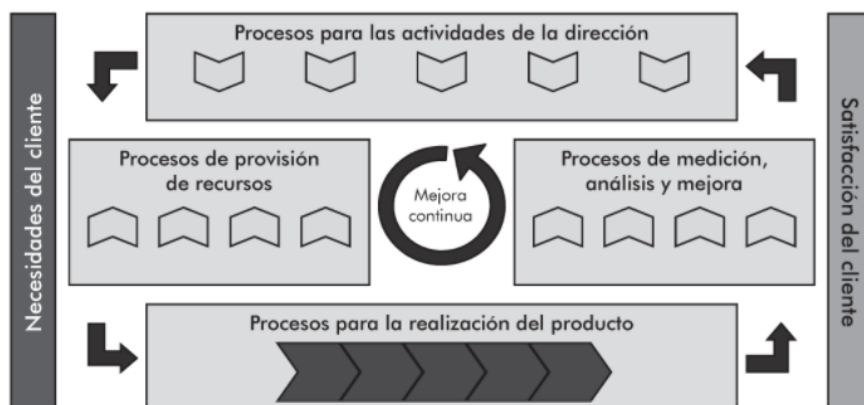 Procesos para las actividades de la dirección
Necesidades del cliente
Procesos de provisión
de recursos
Mejora
continua
Procesos de medición,
análisis y mejora
Satisfacción del cliente
Procesos para la realización del producto